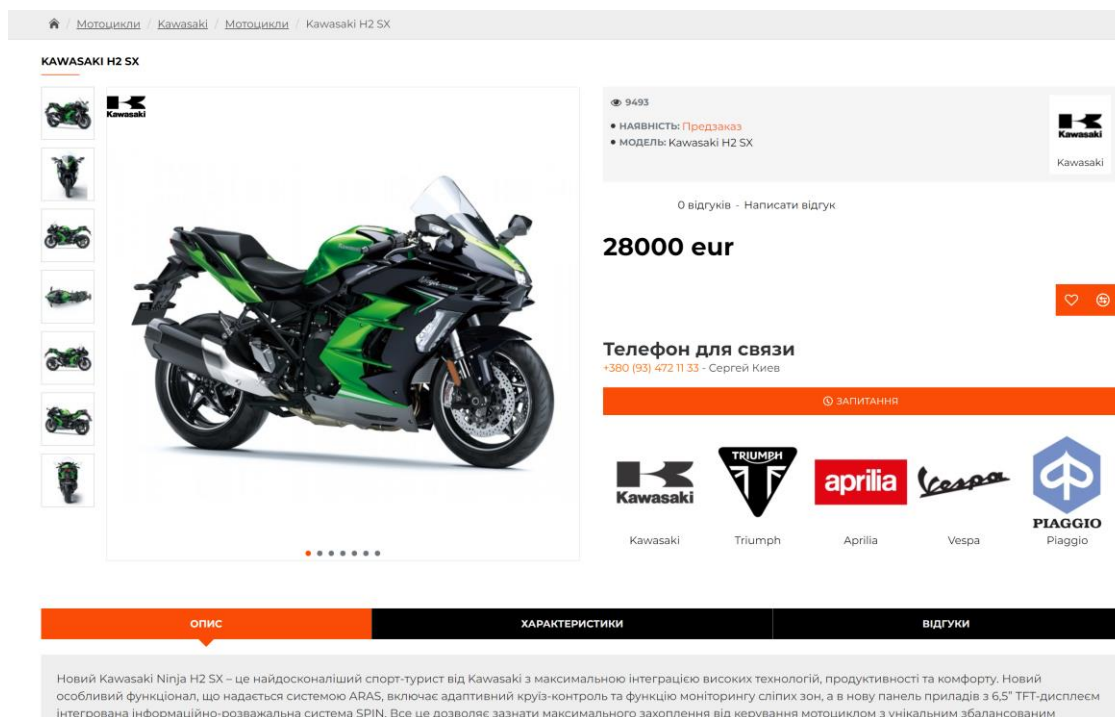 / Мотоцикли / Kawasaki / Мотоцикли / Kawasaki H2 SX
KAWASAKI H2 SX
Kawasaki
9493
• НАЯВНІСТЬ: Предзаказ
• МОДЕЛЬ: Kawasaki H2 SX
Kawasaki
Kawasaki
0 відгуків - Написати відгук
28000 eur
Телефон для связи
+380 (93) 472 11 33 - Сергей Киев
ЗАПИТАННЯ
Kawasaki
TRIUMPH
aprilia
Vespa
PIAGGIO
Kawasaki
Triumph
Aprilia
Vespa
Piaggio
ОПИС
ХАРАКТЕРИСТИКИ
ВІДГУКИ
Новий Kawasaki Ninja H2 SX – це найдосконаліший спорт-турист від Kawasaki з максимальною інтеграцією високих технологій, продуктивності та комфорту. Новий
особливий функціонал, що надається системою ARAS, включає адаптивний круїз-контроль та функцію моніторингу сліпих зон, а в нову панель приладів з 6,5” TFT-дисплеєм
інтегрована інформаційно-розважальна система SPIN. Все це дозволяє зазнати максимального захоплення від керування мотоциклом з унікальним збалансованим